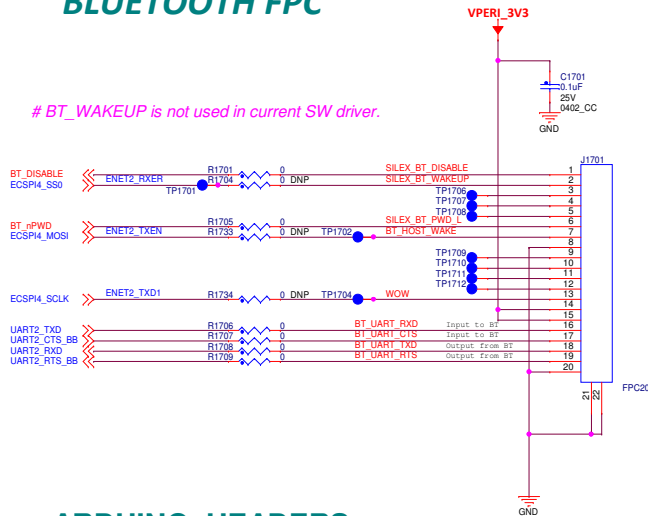 BLUETOOTH FPC
VPERI_3V3
C1701
0.1uF
25V
0402_CC
GND
# BT_WAKEUP is not used in current SW driver.
J1701
BT_DISABLE R1701 0 SILEX_BT_DISABLE 1
ECSPI4_SS0 ENET2_RXER TP1701 R1704 0 DNP SILEX_BT_WAKEUP 2
TP1706 3
TP1707 4
TP1708 5
BT_nPWD R1705 0 SILEX_BT_PWD_L 6
ECSPI4_MOSI ENET2_TXEN R1733 0 DNP TP1702 BT_HOST_WAKE 7
8
TP1709 9
TP1710 10
TP1711 11
TP1712 12
ECSPI4_SCLK ENET2_TXD1 R1734 0 DNP TP1704 WOW 13
14
15
UART2_TXD R1706 0 BT_UART_RXD Input to BT 16
UART2_CTS_BB R1707 0 BT_UART_CTS Input to BT 17
UART2_RXD R1708 0 BT_UART_TXD Output from BT 18
UART2_RTS_BB R1709 0 BT_UART_RTS Output from BT 19
20
FPC20
21
22
GND
ARDUINO HEADERS